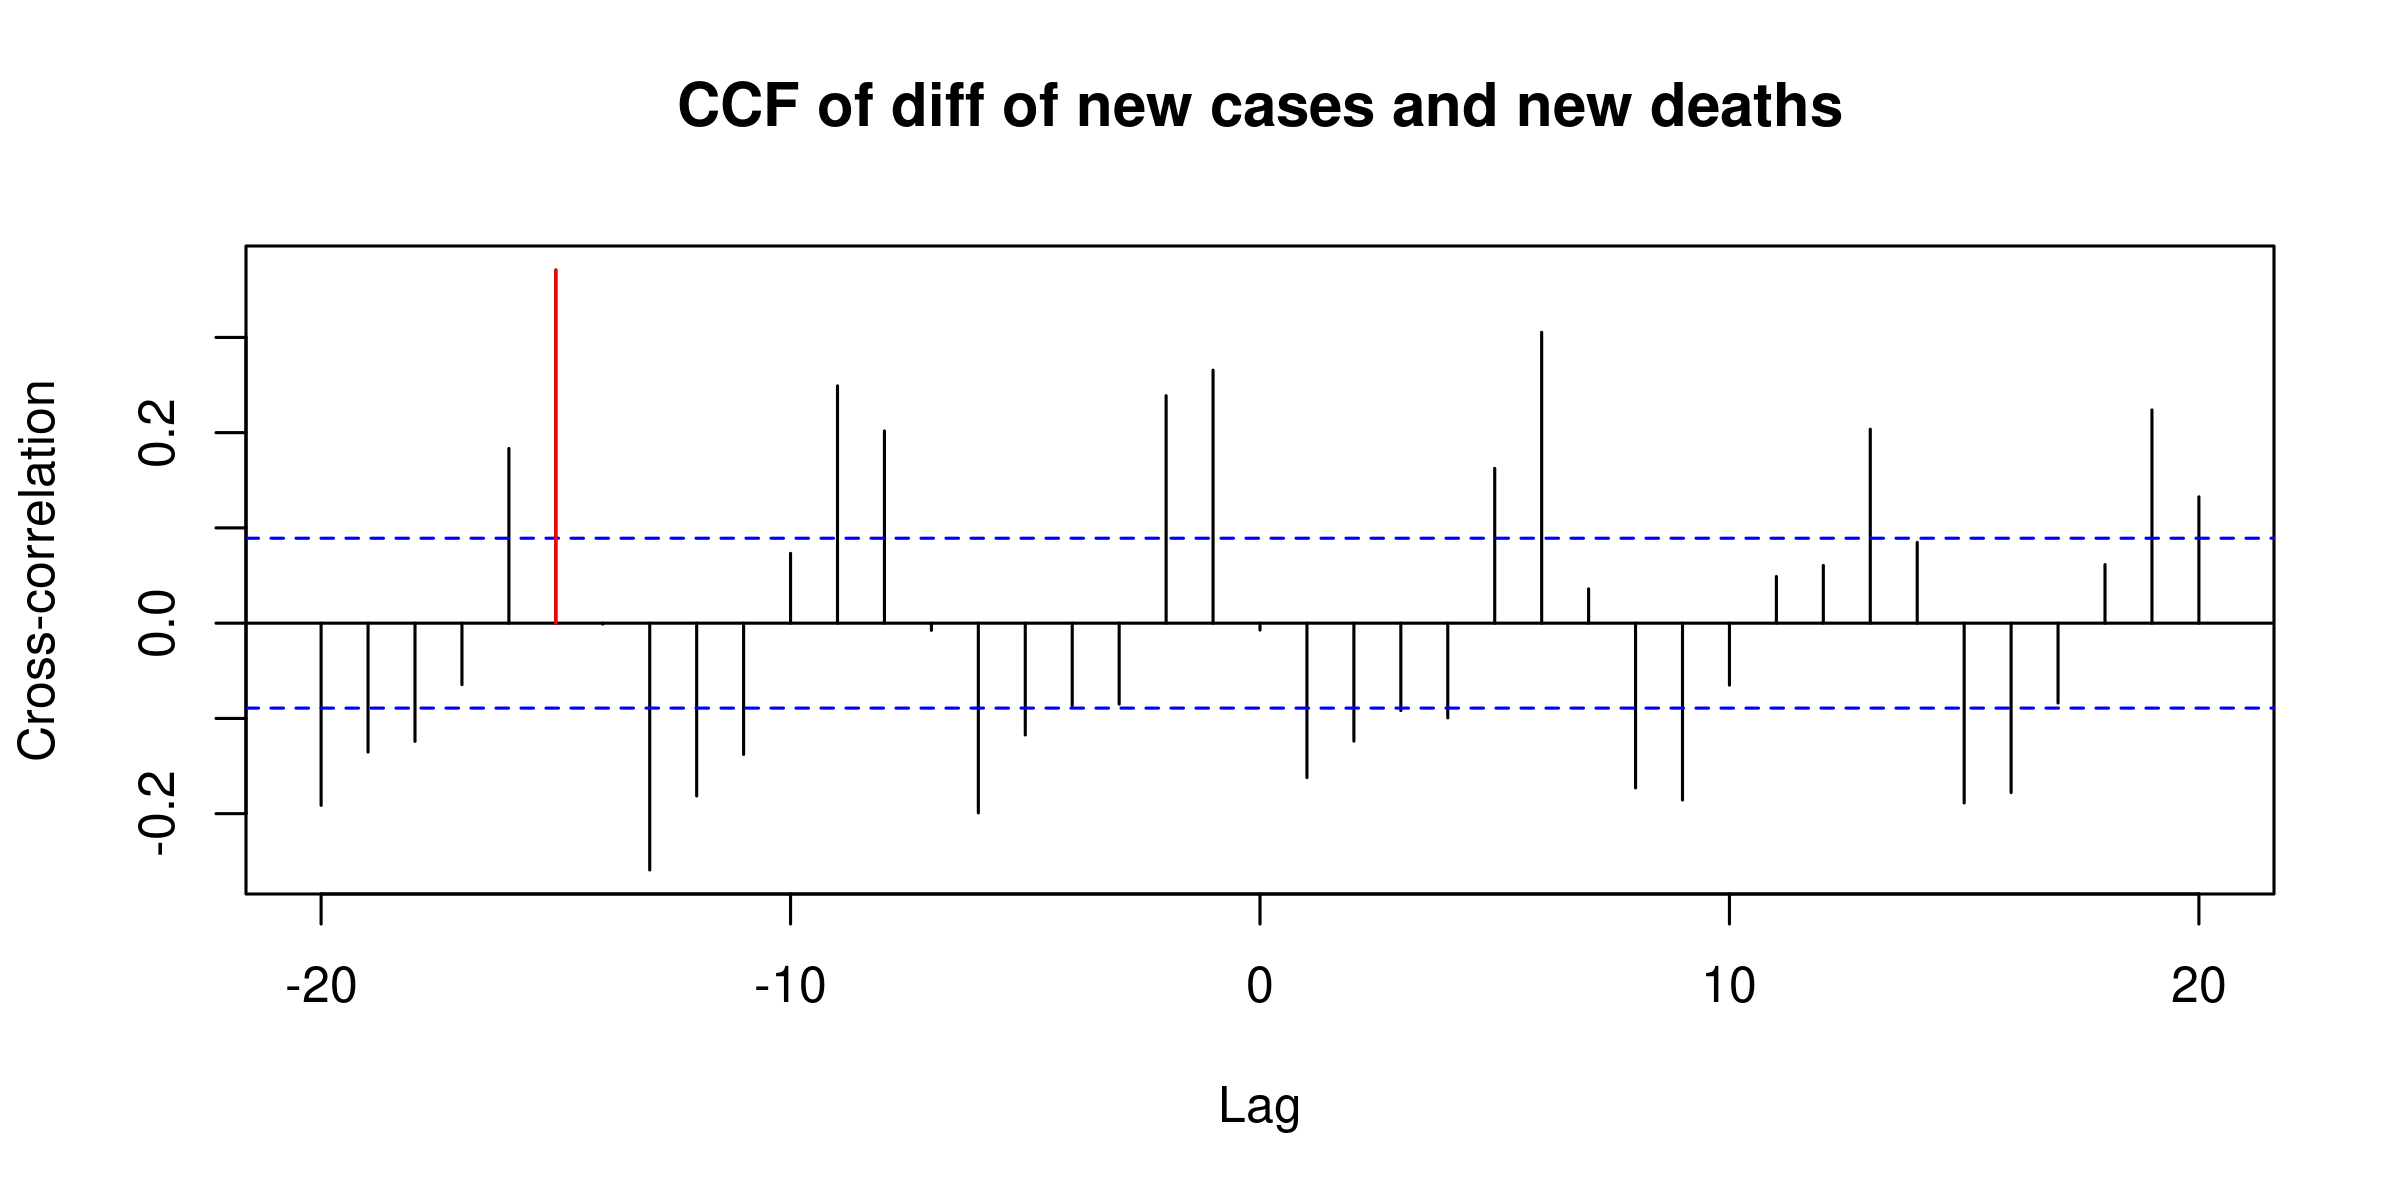 CCF of diff of new cases and new deaths
Cross-correlation
0.2
0.0
-0.2
-20 -10 0 10 20
Lag